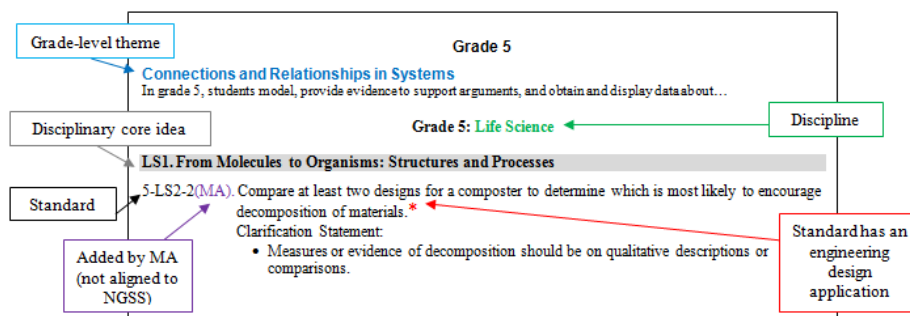 Grade-level theme
Grade 5
Connections and Relationships in Systems
In grade 5, students model, provide evidence to support arguments, and obtain and display data about…
Disciplinary core idea
Grade 5: Life Science
Discipline
LS1. From Molecules to Organisms: Structures and Processes
Standard
5-LS2-2(MA). Compare at least two designs for a composter to determine which is most likely to encourage
decomposition of materials.*
Clarification Statement:
• Measures or evidence of decomposition should be on qualitative descriptions or
comparisons.
Added by MA
(not aligned to
NGSS)
Standard has an
engineering
design
application